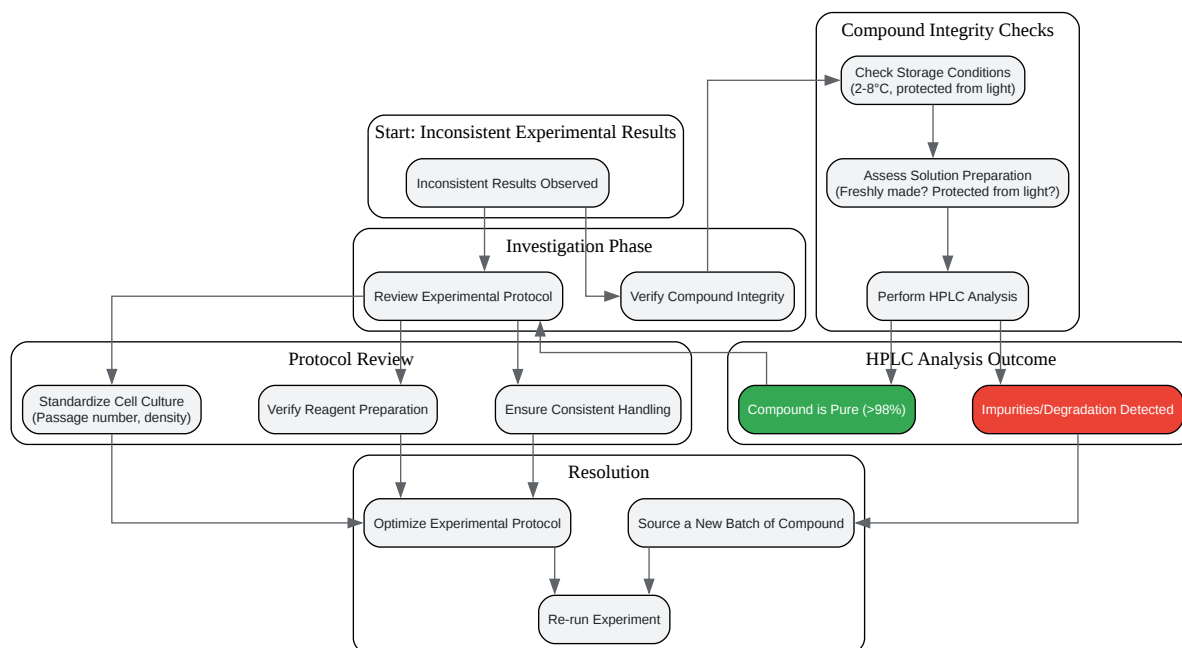 Compound Integrity Checks
Check Storage Conditions
(2-8°C, protected from light)
Start: Inconsistent Experimental Results
Inconsistent Results Observed
Assess Solution Preparation
(Freshly made? Protected from light?)
Investigation Phase
Review Experimental Protocol
Verify Compound Integrity
Perform HPLC Analysis
Protocol Review
HPLC Analysis Outcome
Standardize Cell Culture
(Passage number, density)
Verify Reagent Preparation
Ensure Consistent Handling
Compound is Pure (>98%)
Impurities/Degradation Detected
Resolution
Optimize Experimental Protocol
Source a New Batch of Compound
Re-run Experiment